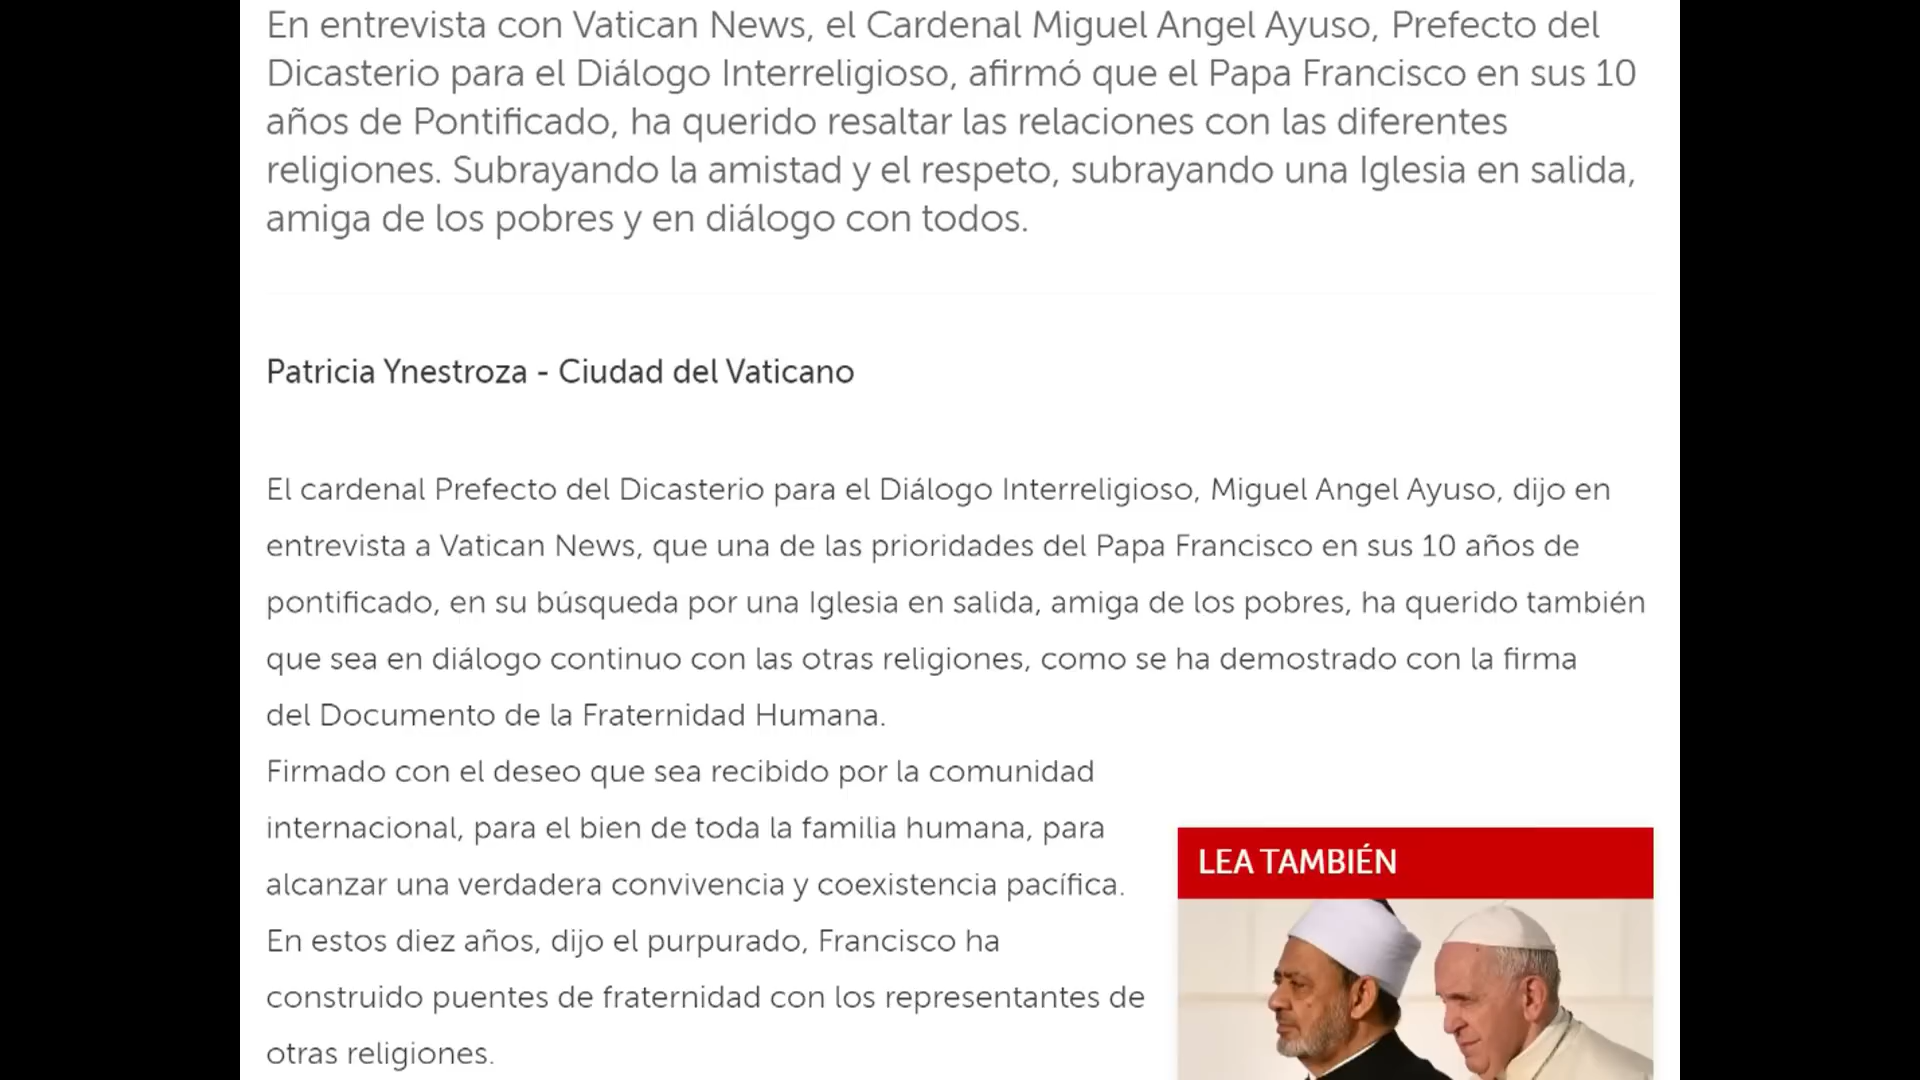 En entrevista con Vatican News, el Cardenal Miguel Angel Ayuso, Prefecto del
Dicasterio para el Diálogo Interreligioso, afirmó que el Papa Francisco en sus 10
años de Pontificado, ha querido resaltar las relaciones con las diferentes
religiones. Subrayando la amistad y el respeto, subrayando una Iglesia en salida,
amiga de los pobres y en diálogo con todos.
Patricia Ynestroza - Ciudad del Vaticano
El cardenal Prefecto del Dicasterio para el Diálogo Interreligioso, Miguel Angel Ayuso, dijo en
entrevista a Vatican News, que una de las prioridades del Papa Francisco en sus 10 años de
pontificado, en su búsqueda por una Iglesia en salida, amiga de los pobres, ha querido también
que sea en diálogo continuo con las otras religiones, como se ha demostrado con la firma
del Documento de la Fraternidad Humana.
Firmado con el deseo que sea recibido por la comunidad
internacional, para el bien de toda la familia humana, para
alcanzar una verdadera convivencia y coexistencia pacífica.
En estos diez años, dijo el purpurado, Francisco ha
construido puentes de fraternidad con los representantes de
otras religiones.
LEA TAMBIÉN